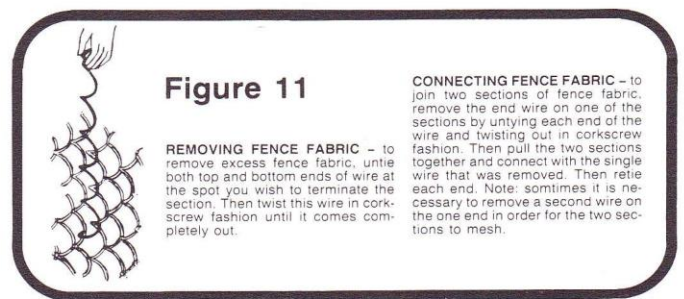 Figure 11
REMOVING FENCE FABRIC – to
remove excess fence fabric, untie
both top and bottom ends of wire at
the spot you wish to terminate the
section. Then twist this wire in cork-
screw fashion until it comes com-
pletely out.
CONNECTING FENCE FABRIC – to
join two sections of fence fabric,
remove the end wire on one of the
sections by untying each end of the
wire and twisting out in corkscrew
fashion. Then pull the two sections
together and connect with the single
wire that was removed. Then retie
each end. Note: somtimes it is ne-
cessary to remove a second wire on
the one end in order for the two sec-
tions to mesh.